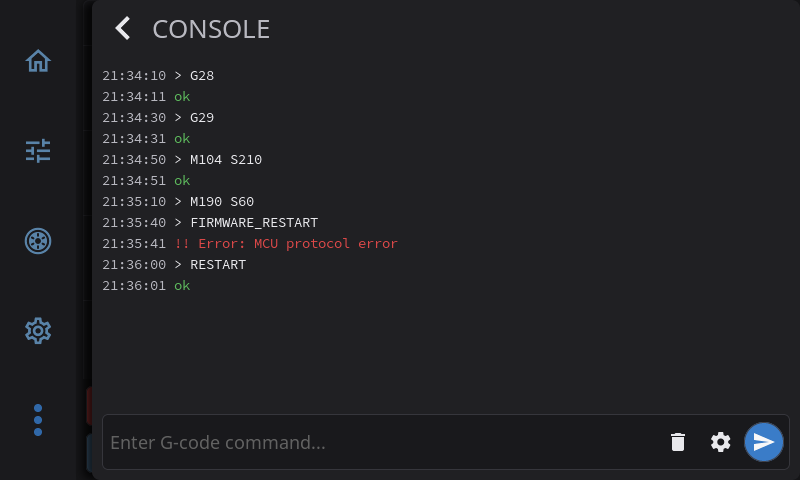 CONSOLE
21:34:10 > G28
21:34:11 ok
21:34:30 > G29
21:34:31 ok
21:34:50 > M104 S210
21:34:51 ok
21:35:10 > M190 S60
21:35:40 > FIRMWARE_RESTART
21:35:41 !! Error: MCU protocol error
21:36:00 > RESTART
21:36:01 ok
Enter G-code command...